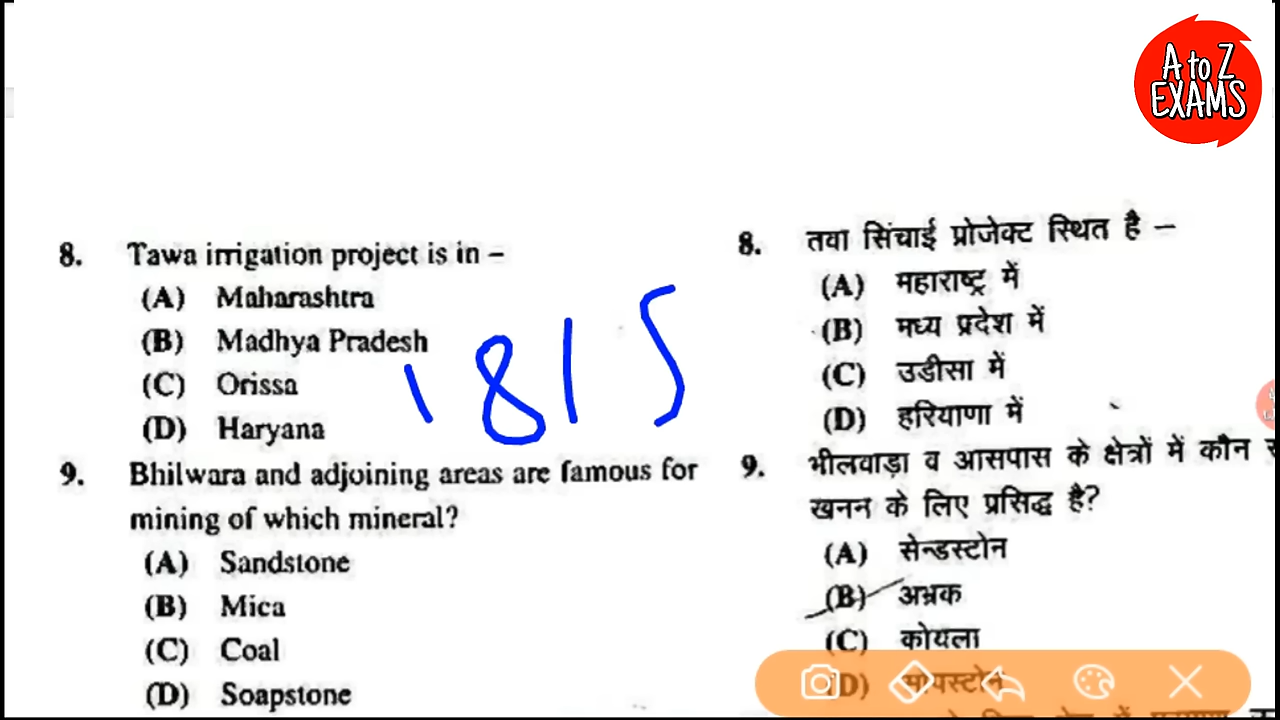 A to Z
EXAMS
8. Tawa irrigation project is in –
(A) Maharashtra
(B) Madhya Pradesh
(C) Orissa
(D) Haryana
9. Bhilwara and adjoining areas are famous for
mining of which mineral?
(A) Sandstone
(B) Mica
(C) Coal
(D) Soapstone
1815
8. तवा सिंचाई प्रोजेक्ट स्थित है –
(A) महाराष्ट्र में
(B) मध्य प्रदेश में
(C) उडीसा में
(D) हरियाणा में
9. भीलवाड़ा व आसपास के क्षेत्रों में कौन
खनन के लिए प्रसिद्ध है?
(A) सेन्डस्टोन
(B) अभ्रक
(C) कोयला
(D) सोपस्टोन